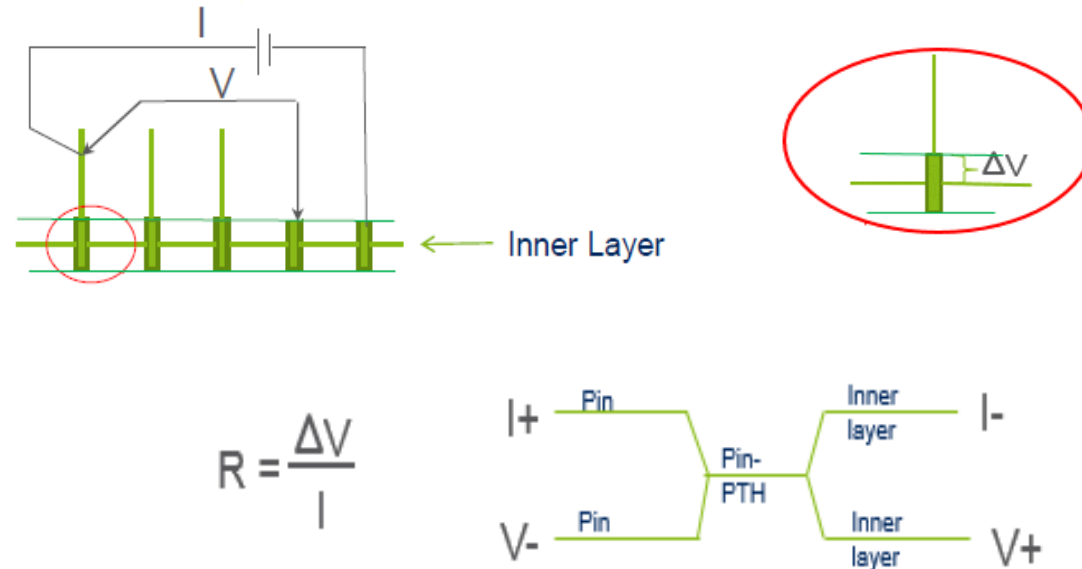 I
V
ΔV
Inner Layer
R = ΔV
I
I+
Pin
Inner
layer
I-
Pin-
PTH
V-
Pin
Inner
layer
V+